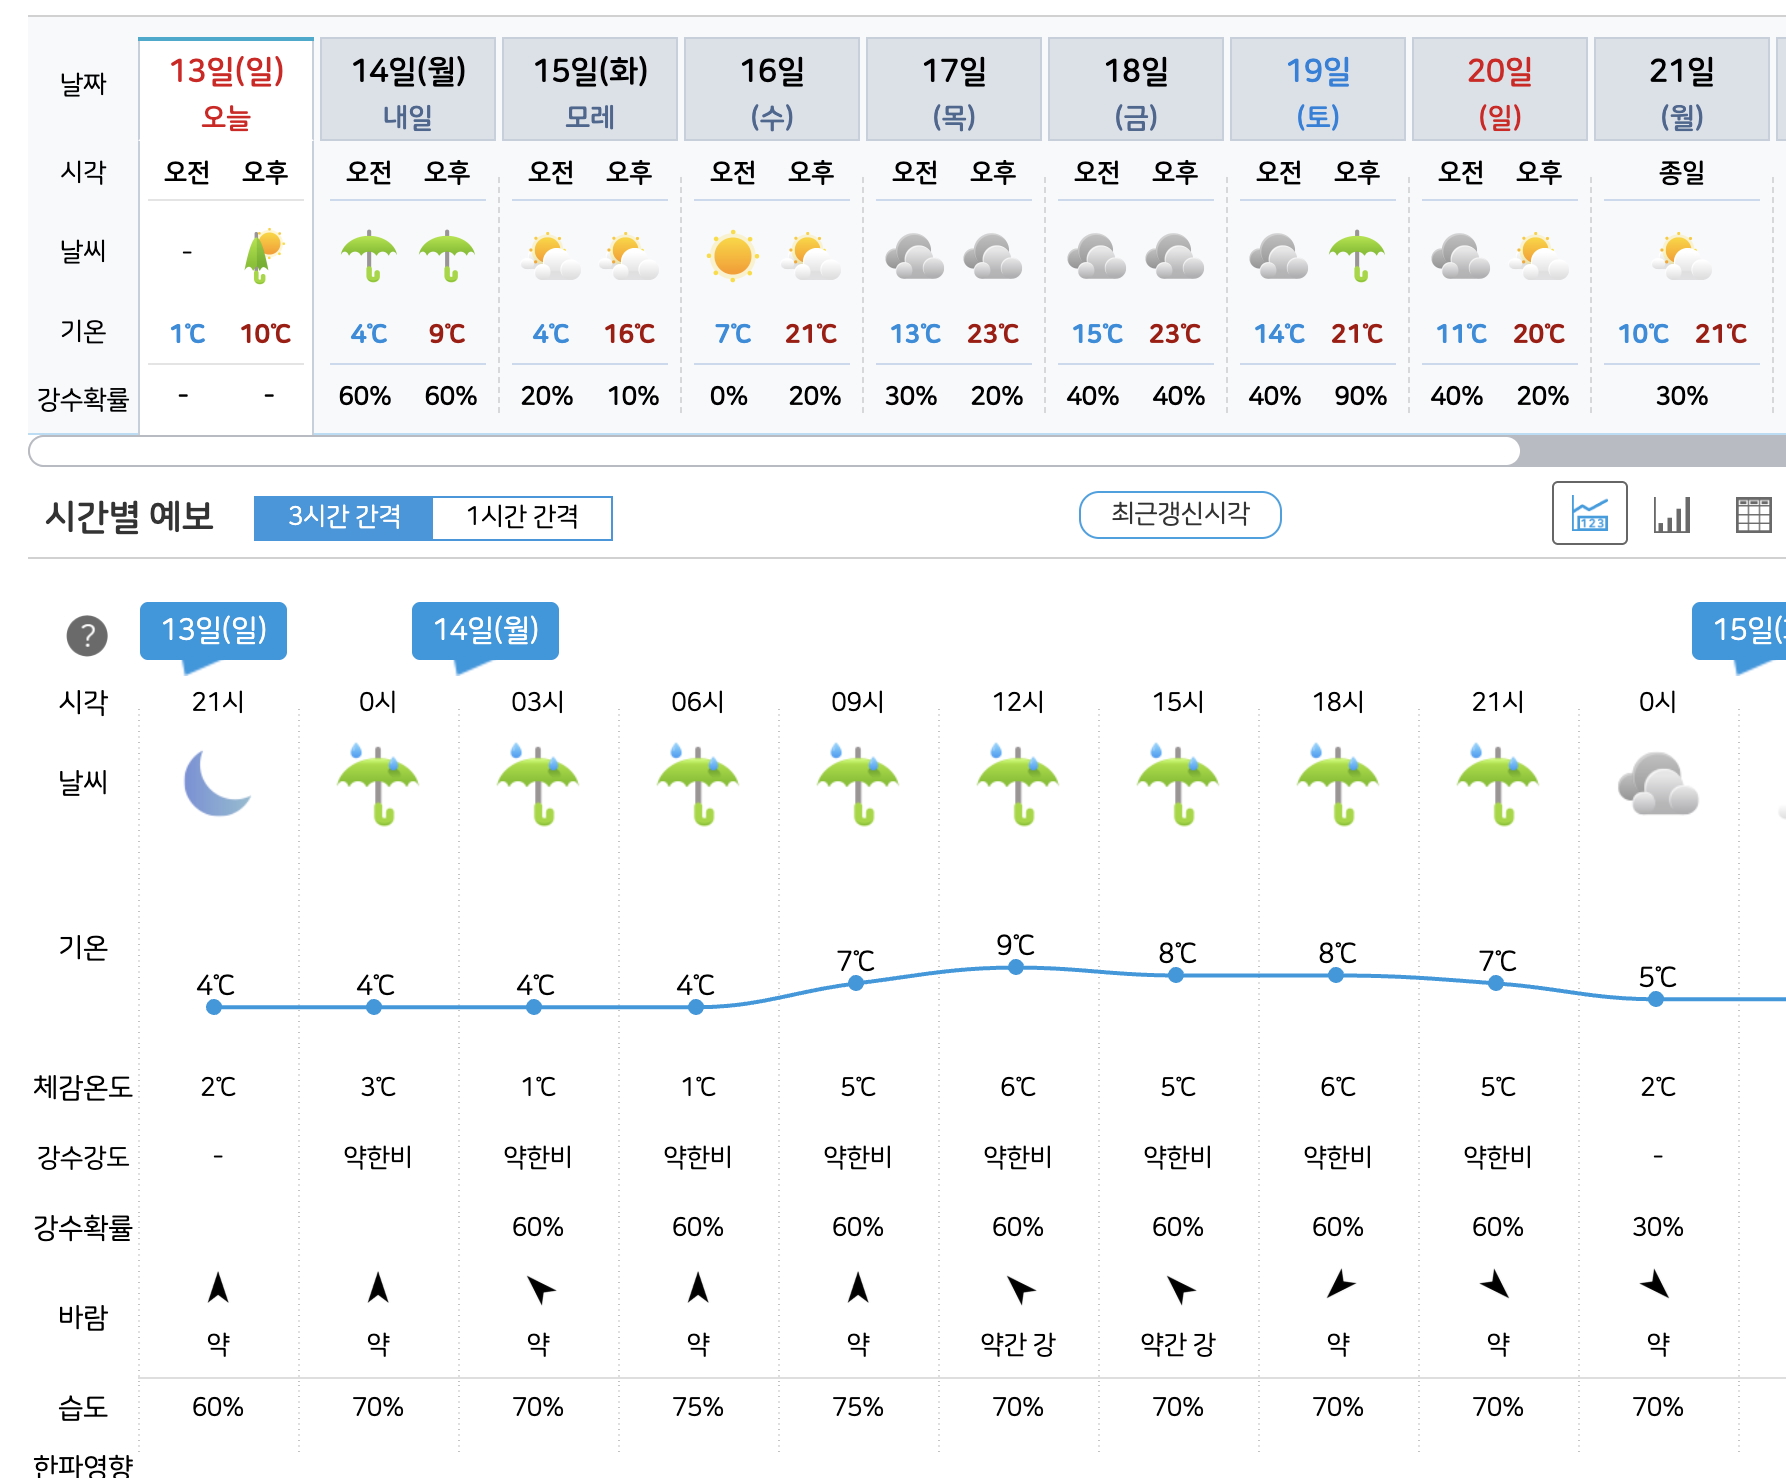 날짜 13일(일) 14일(월) 15일(화) 16일 17일 18일 19일 20일 21일
오늘 내일 모레 (수) (목) (금) (토) (일) (월)
시각 오전 오후 오전 오후 오전 오후 오전 오후 오전 오후 오전 오후 오전 오후 오전 오후 종일
날씨 -
기온 1℃ 10℃ 4℃ 9℃ 4℃ 16℃ 7℃ 21℃ 13℃ 23℃ 15℃ 23℃ 14℃ 21℃ 11℃ 20℃ 10℃ 21℃
강수확률 - - 60% 60% 20% 10% 0% 20% 30% 20% 40% 40% 40% 90% 40% 20% 30%
시간별 예보 3시간 간격 1시간 간격 최근갱신시각 123
? 13일(일) 14일(월) 15일(
시각 21시 0시 03시 06시 09시 12시 15시 18시 21시 0시
날씨
기온 4℃ 4℃ 4℃ 4℃ 7℃ 9℃ 8℃ 8℃ 7℃ 5℃
체감온도 2℃ 3℃ 1℃ 1℃ 5℃ 6℃ 5℃ 6℃ 5℃ 2℃
강수강도 - 약한비 약한비 약한비 약한비 약한비 약한비 약한비 약한비 -
강수확률 60% 60% 60% 60% 60% 60% 60% 30%
바람 약 약 약 약 약 약간 강 약간 강 약 약 약
습도 60% 70% 70% 75% 75% 70% 70% 70% 70% 70%
한파영향